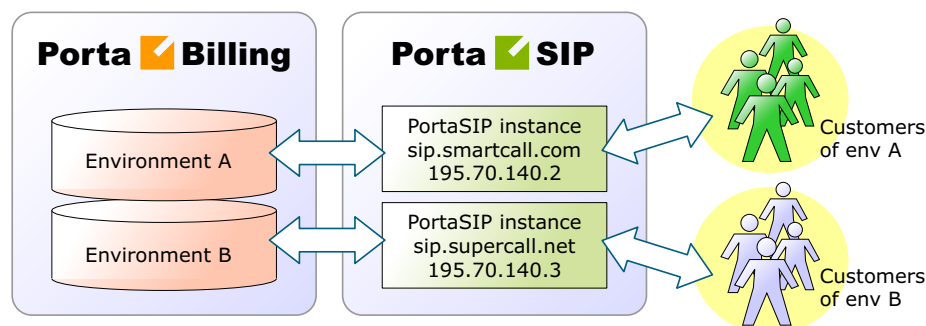 Porta Billing
Porta SIP
Environment A
PortaSIP instance
sip.smartcall.com
195.70.140.2
Customers
of env A
Environment B
PortaSIP instance
sip.supercall.net
195.70.140.3
Customers
of env B